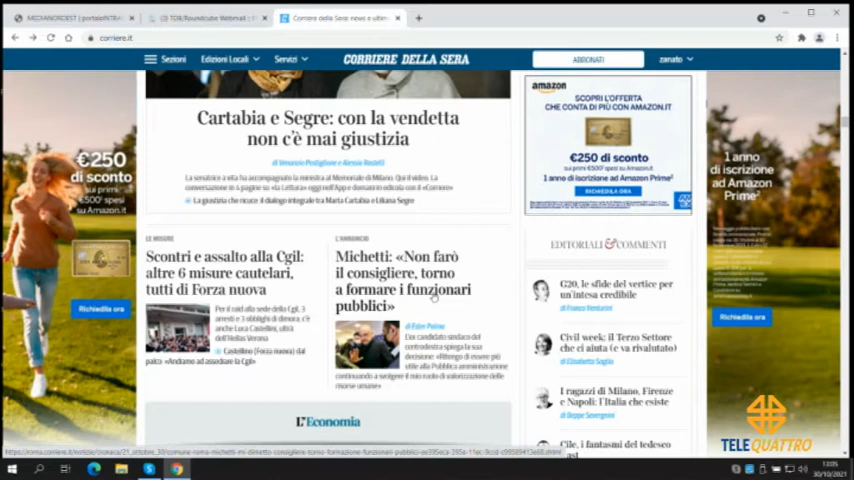 MEDIANORDEST | portaleINTRA
TOB/Roundcube Webmail ::
Corriere della Sera: news e ultime
corriere.it
Sezioni
Edizioni Locali
Servizi
CORRIERE DELLA SERA
ABBONATI
zanato
Cartabia e Segre: con la vendetta
non c'è mai giustizia
di Venanzio Postiglione e Alessia Rastelli
La senatrice a vita ha accompagnato la ministra al Memoriale di Milano. Qui il video. La
conversazione in 4 pagine su «la Lettura» oggi nell'App e domani in edicola con il «Corriere»
La giustizia che ricuce: il dialogo integrale tra Marta Cartabia e Liliana Segre
LE MISURE
Scontri e assalto alla Cgil:
altre 6 misure cautelari,
tutti di Forza nuova
Per il raid alla sede della Cgil, 3
arresti e 3 obblighi di dimora, c'è
anche Luca Castellini, ultrà
dell'Hellas Verona
Castellino (Forza nuova) dal
palco: «Andiamo ad assediare la Cgil»
L'ANNUNCIO
Michetti: «Non farò
il consigliere, torno
a formare i funzionari
pubblici»
di Edoardo
L'ex candidato sindaco del
centrodestra spiega la sua
decisione: «Ritengo di essere più
utile alla Pubblica amministrazione
continuando a svolgere il mio ruolo di valorizzazione delle
risorse umane»
L'Economia
amazon
SCOPRI L'OFFERTA
CHE CONTA DI PIÙ CON AMAZON.IT
€250 di sconto
sui primi €500 spesi su Amazon.it
1 anno di iscrizione ad Amazon Prime²
RICHIEDILA ORA
EDITORIALI & COMMENTI
G20, le sfide del vertice per
un'intesa credibile
di Franco Venturini
Civil week: il Terzo Settore
che ci aiuta (e va rivalutato)
di Elisabetta Soglio
I ragazzi di Milano, Firenze
e Napoli: l'Italia che esiste
di Beppe Severgnini
Cile, i fantasmi del tedesco
€250
di sconto
sui primi
€500¹ spesi
su Amazon.it
Richiedila ora
1 anno
di iscrizione
ad Amazon
Prime²
Richiedila ora
TELEQUATTRO
13:05
30/10/2021